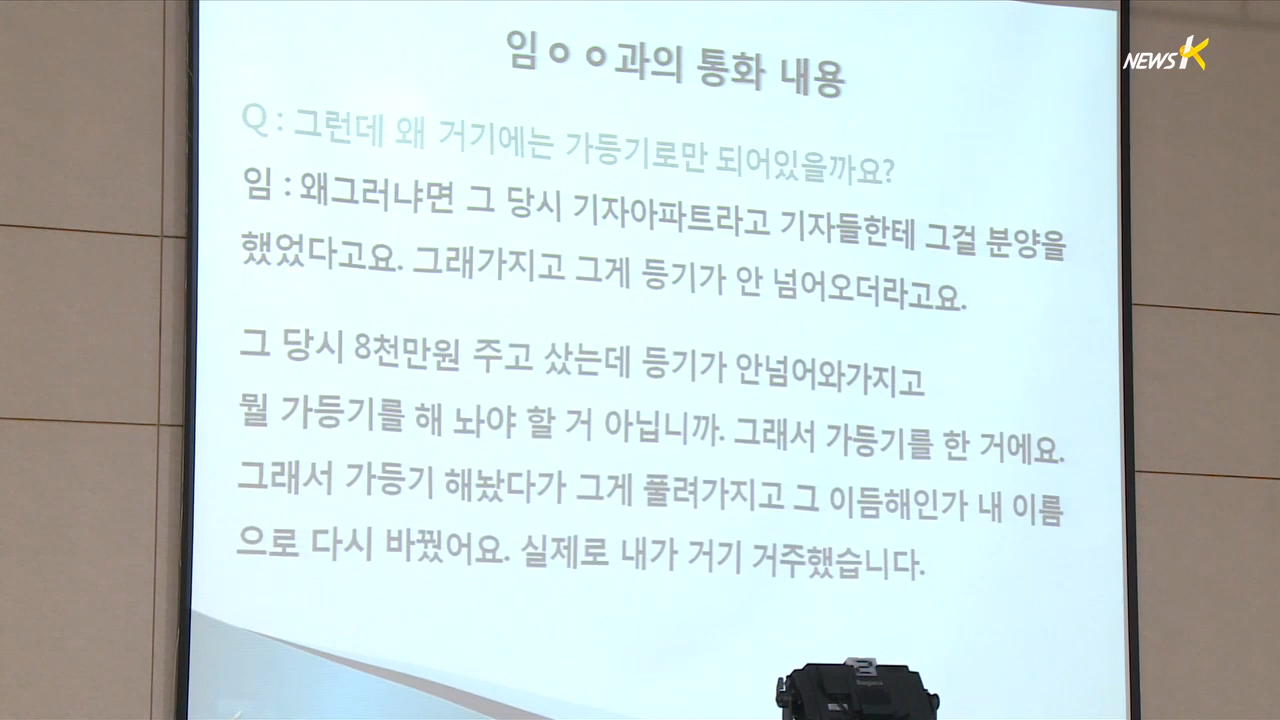 임ㅇㅇ과의 통화 내용
NEWS K
Q : 그런데 왜 거기에는 가등기로만 되어있을까요?
임 : 왜그러냐면 그 당시 기자아파트라고 기자들한테 그걸 분양을
했었다고요. 그래가지고 그게 등기가 안 넘어오더라고요.
그 당시 8천만원 주고 샀는데 등기가 안넘어와가지고
뭘 가등기를 해 놔야 할 거 아닙니까. 그래서 가등기를 한 거에요.
그래서 가등기 해놨다가 그게 풀려가지고 그 이듬해인가 내 이름
으로 다시 바꿨어요. 실제로 내가 거기 거주했습니다.